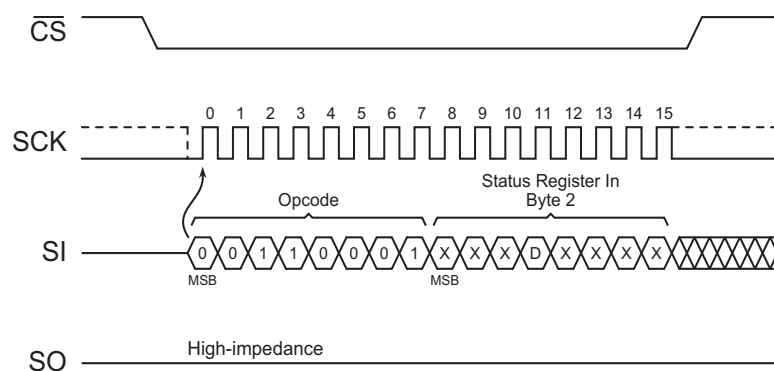 CS
0 1 2 3 4 5 6 7 8 9 10 11 12 13 14 15
SCK
Status Register In
Opcode Byte 2
SI 0 0 1 1 0 0 0 1 X X X D X X X X
MSB MSB
High-impedance
SO